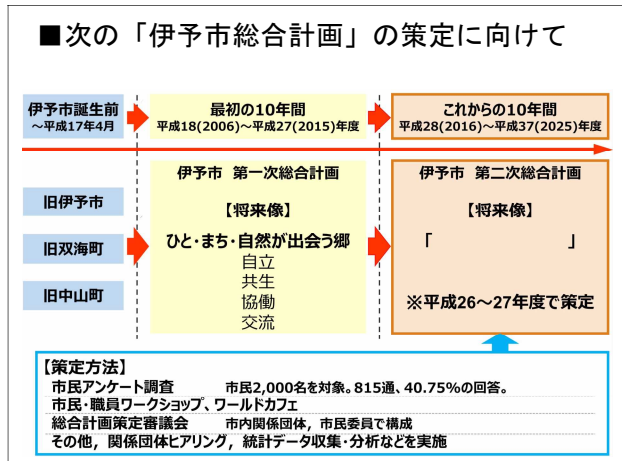 ■次の「伊予市総合計画」の策定に向けて
伊予市誕生前
～平成17年4月
最初の10年間
平成18(2006)～平成27(2015)年度
これからの10年間
平成28(2016)～平成37(2025)年度
旧伊予市
旧双海町
旧中山町
伊予市 第一次総合計画
【将来像】
ひと・まち・自然が出会う郷
自立
共生
協働
交流
伊予市 第二次総合計画
【将来像】
「　　　　　　　」
※平成26～27年度で策定
【策定方法】
市民アンケート調査　　　市民2,000名を対象。815通、40.75％の回答。
市民・職員ワークショップ、ワールドカフェ
総合計画策定審議会　　　市内関係団体，市民委員で構成
その他，関係団体ヒアリング，統計データ収集・分析などを実施